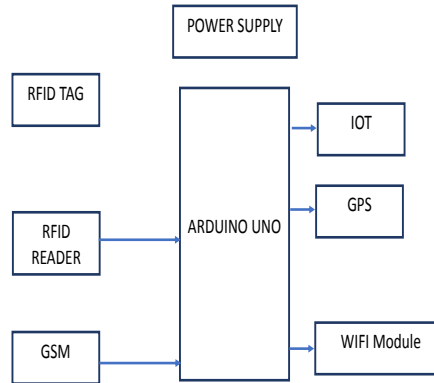 POWER SUPPLY
RFID TAG
IOT
GPS
ARDUINO UNO
RFID
READER
GSM
WIFI Module